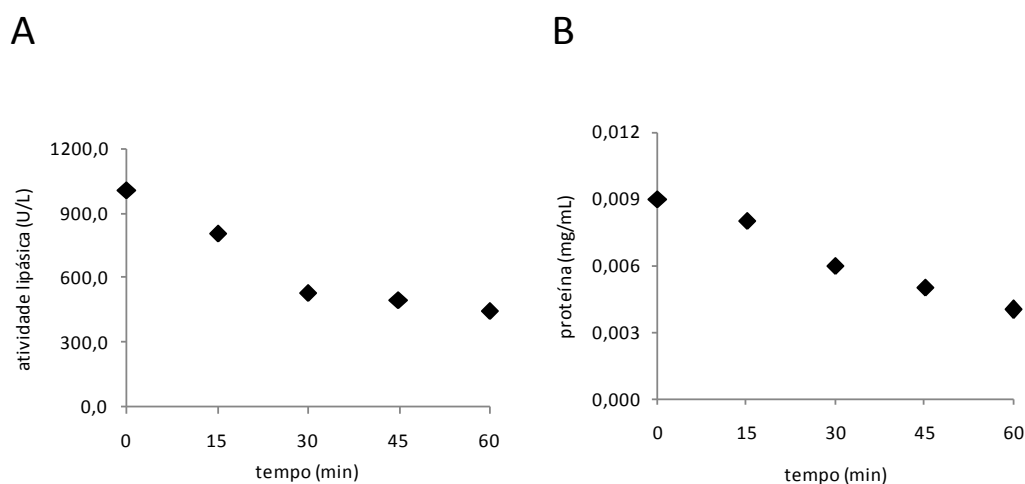 A
1200,0
900,0
600,0
300,0
0,0
atividade lipásica (U/L)
0 15 30 45 60
tempo (min)
B
0,012
0,009
0,006
0,003
0,000
proteína (mg/mL)
0 15 30 45 60
tempo (min)